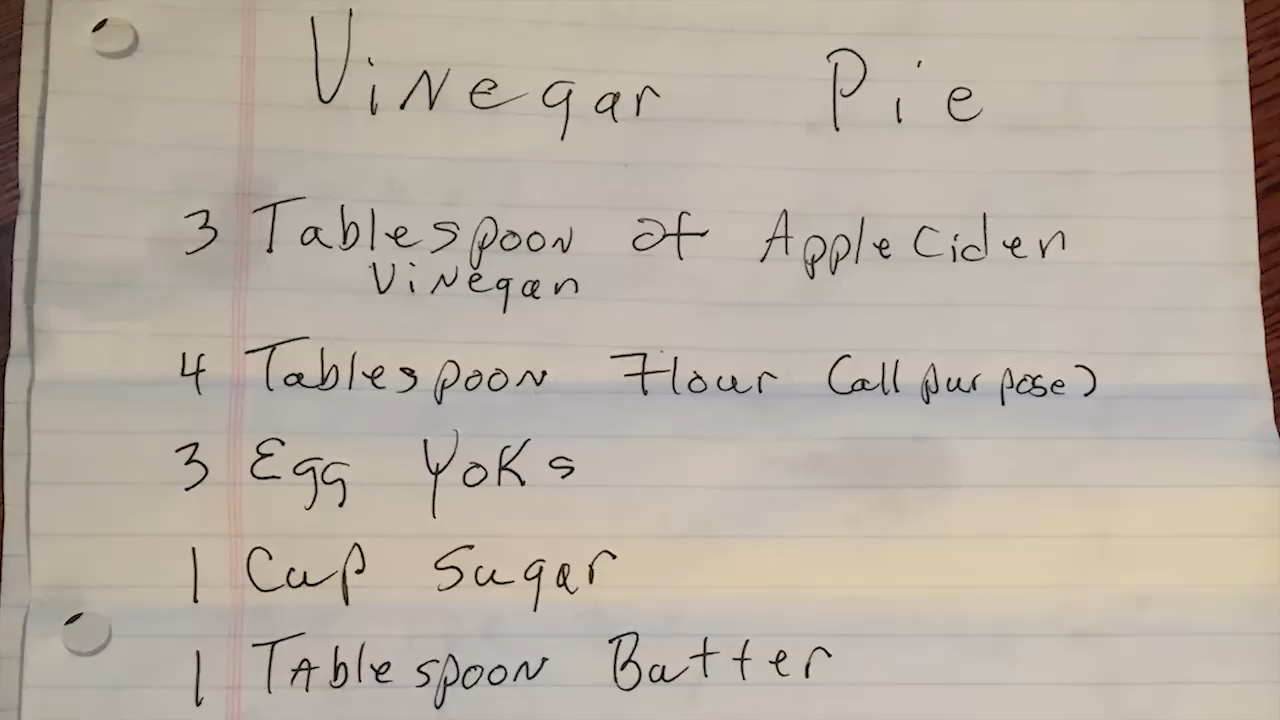 Vinegar Pie
3 Tablespoon of Apple Cider
Vinegar
4 Tablespoon Flour (all purpose)
3 Egg Yoks
1 Cup Sugar
1 Tablespoon Butter